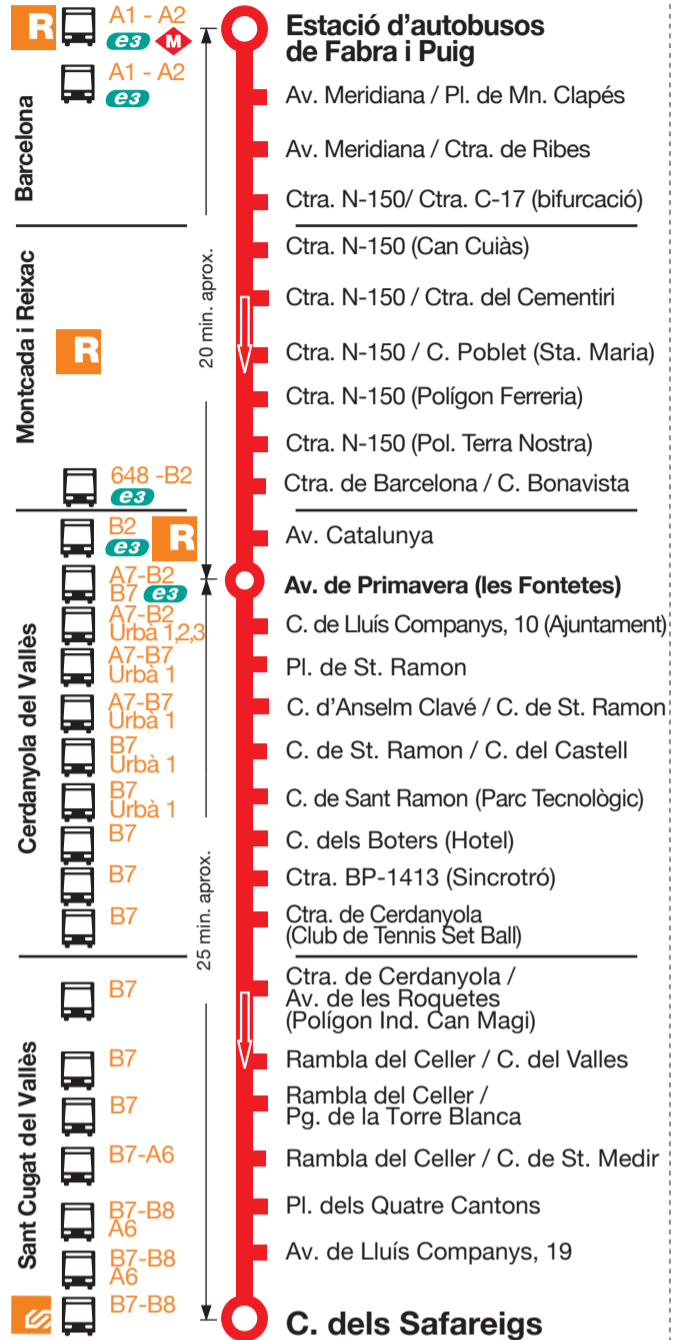 R A1 - A2
e3 M
Estació d’autobusos
de Fabra i Puig
A1 - A2
e3
Av. Meridiana / Pl. de Mn. Clapés
Barcelona
Av. Meridiana / Ctra. de Ribes
Ctra. N-150/ Ctra. C-17 (bifurcació)
Ctra. N-150 (Can Cuiàs)
Montcada i Reixac
20 min. aprox.
Ctra. N-150 / Ctra. del Cementiri
R
Ctra. N-150 / C. Poblet (Sta. Maria)
Ctra. N-150 (Polígon Ferreria)
Ctra. N-150 (Pol. Terra Nostra)
648 -B2
e3
Ctra. de Barcelona / C. Bonavista
B2
e3 R
Av. Catalunya
A7-B2
B7 e3
Av. de Primavera (les Fontetes)
A7-B2
Urbà 1,2,3
C. de Lluís Companys, 10 (Ajuntament)
Cerdanyola del Vallès
A7-B7
Urbà 1
Pl. de St. Ramon
A7-B7
Urbà 1
C. d’Anselm Clavé / C. de St. Ramon
B7
Urbà 1
C. de St. Ramon / C. del Castell
B7
Urbà 1
C. de Sant Ramon (Parc Tecnològic)
B7
C. dels Boters (Hotel)
B7
Ctra. BP-1413 (Sincrotró)
B7
Ctra. de Cerdanyola
(Club de Tennis Set Ball)
25 min. aprox.
B7
Ctra. de Cerdanyola /
Av. de les Roquetes
(Polígon Ind. Can Magi)
Sant Cugat del Vallès
B7
Rambla del Celler / C. del Valles
B7
Rambla del Celler /
Pg. de la Torre Blanca
B7-A6
Rambla del Celler / C. de St. Medir
B7-B8
A6
Pl. dels Quatre Cantons
B7-B8
A6
Av. de Lluís Companys, 19
B7-B8
C. dels Safareigs